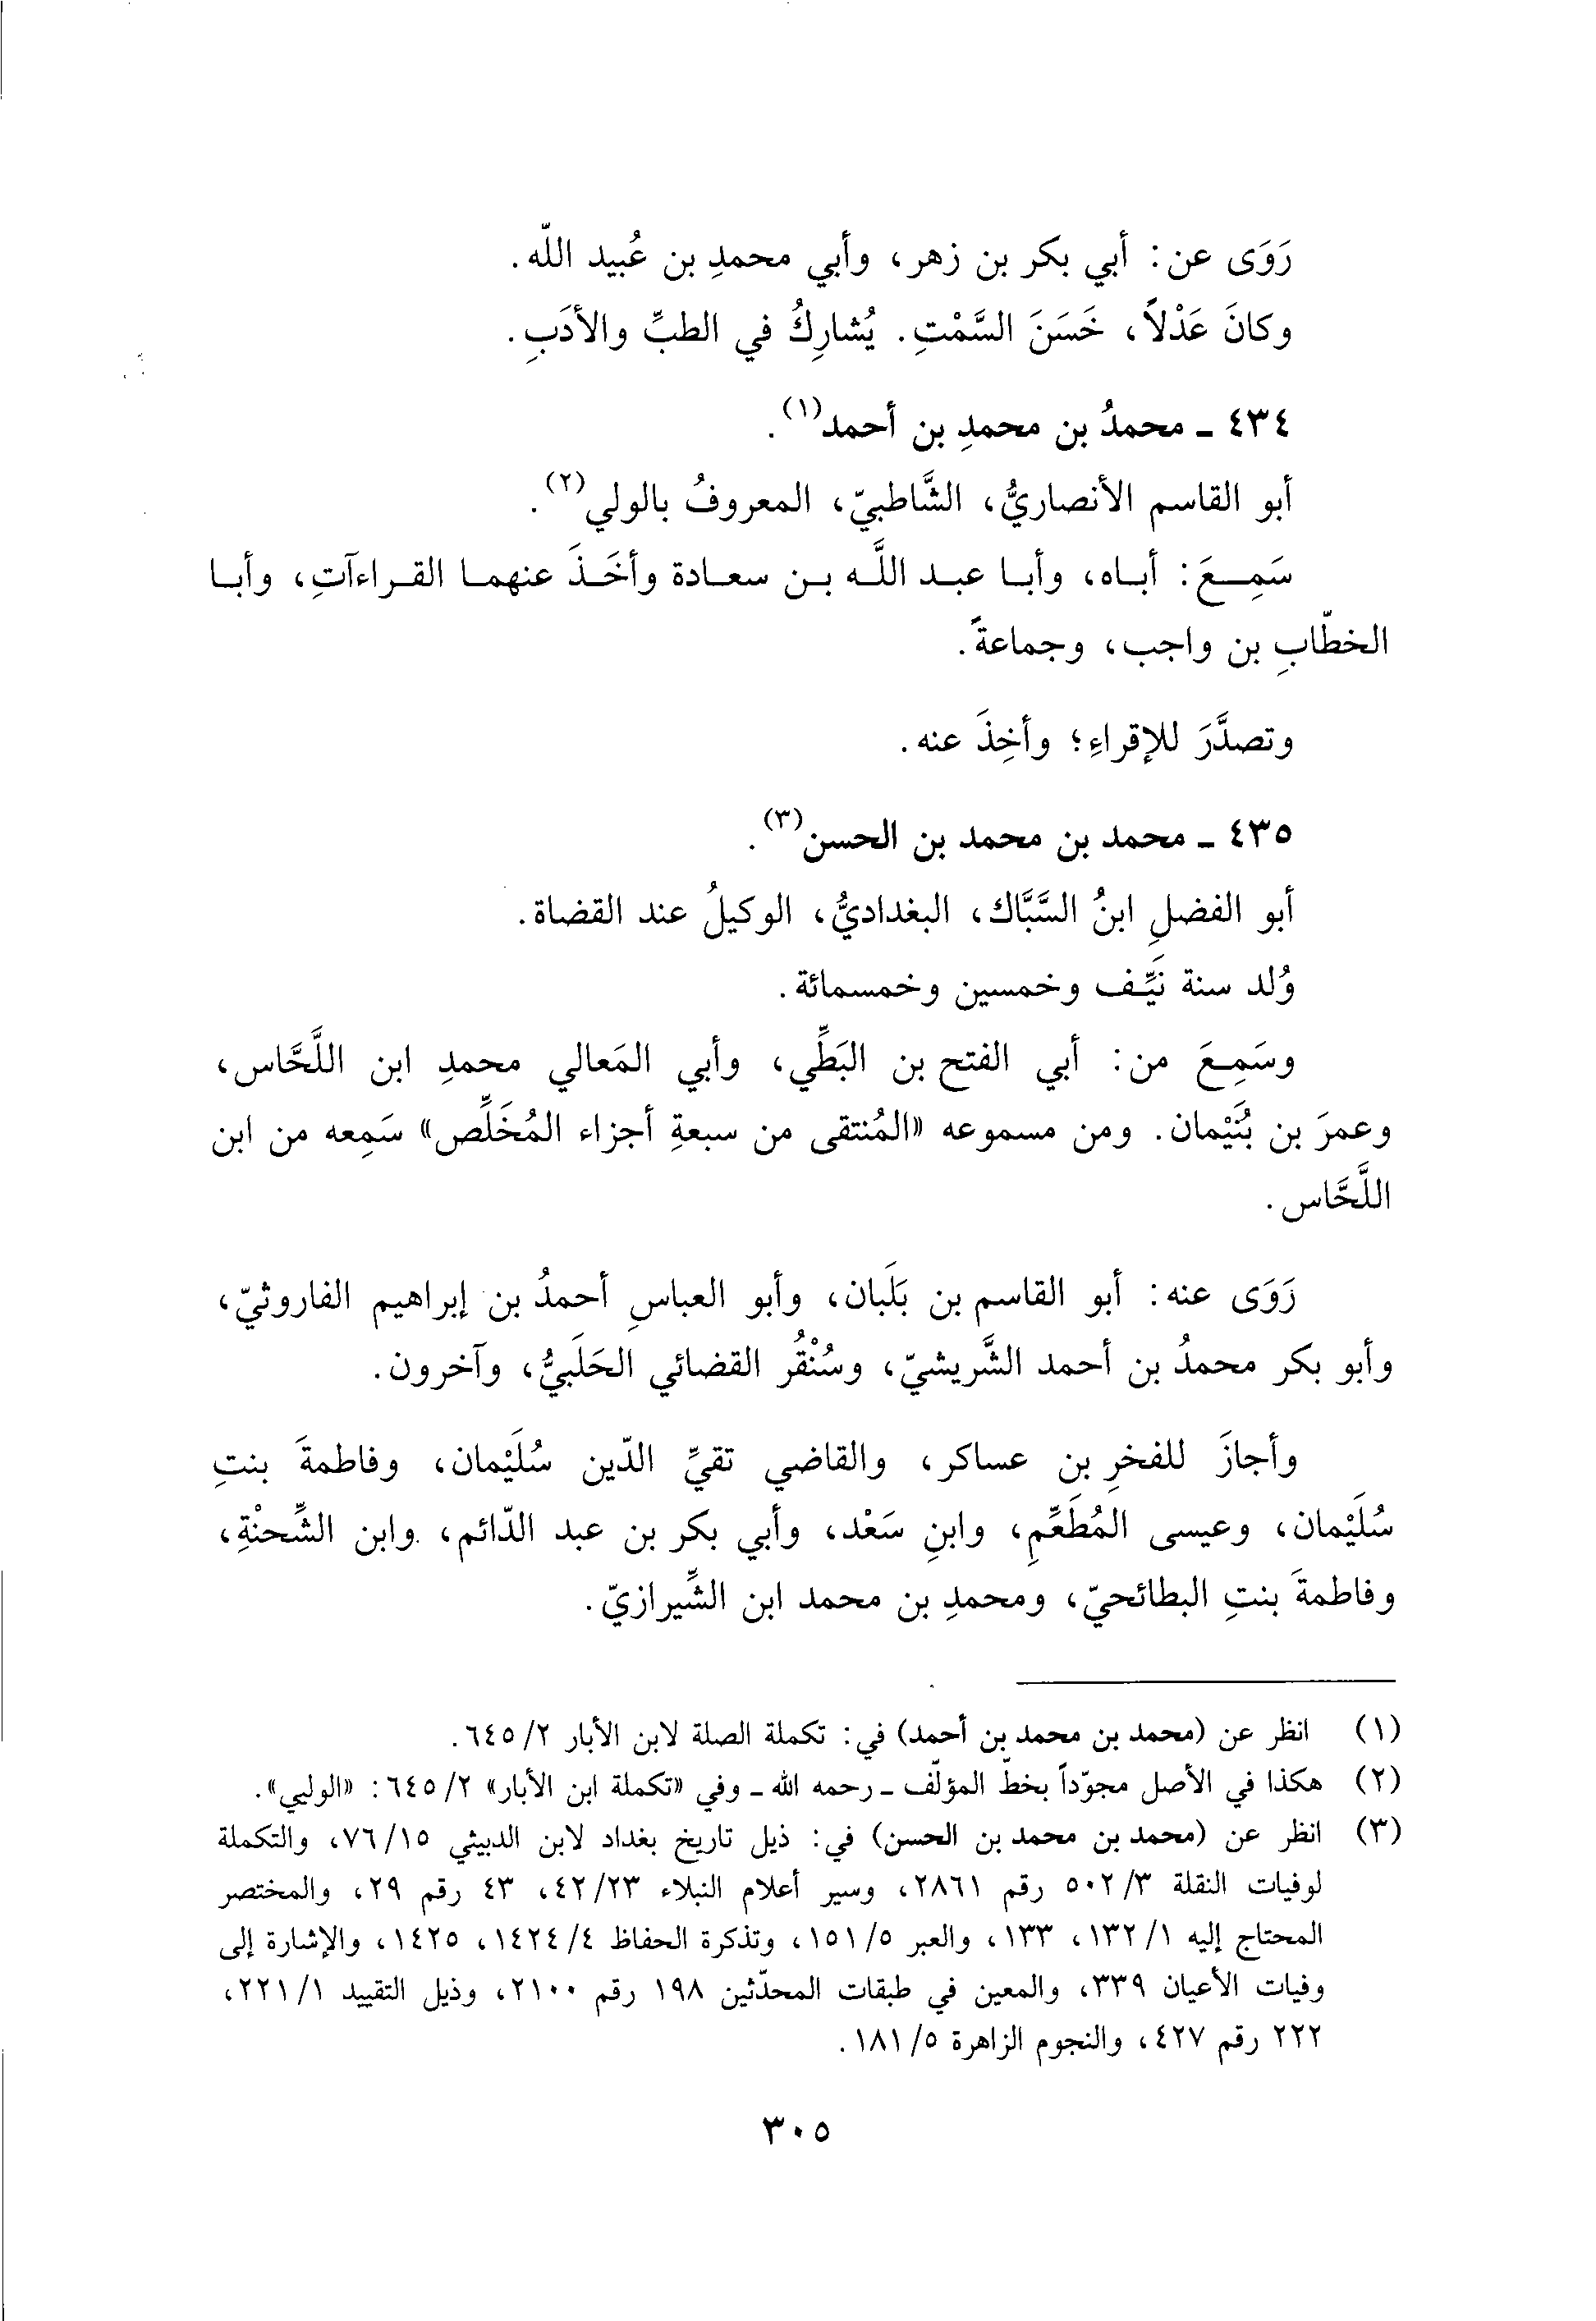 رَوَى عن: أبي بكر بن زهر، وأبي محمدِ بن عُبيد اللّه.
وكانَ عَدْلاً، خَسَنَ السَّمْتِ. يُشارِكُ في الطبِّ والأدَبِ.
٤٣٤ ـ محمدُ بن محمدِ بن أحمد(١).
أبو القاسم الأنصاريُّ، الشَّاطبيّ، المعروفُ بالولي(٢).
سَمِعَ: أباه، وأبا عبد اللَّه بن سعادة وأخَذَ عنهما القراءآتِ، وأبا
الخطّابِ بن واجب، وجماعةً.
وتصدَّرَ للإقراءِ؛ وأخِذَ عنه.
٤٣٥ ـ محمد بن محمد بن الحسن(٣).
أبو الفضلِ ابنُ السَّبَّاك، البغداديُّ، الوكيلُ عند القضاة.
وُلد سنة نَيِّف وخمسين وخمسمائة.
وسَمِعَ من: أبي الفتح بن البَطِّي، وأبي المَعالي محمدِ ابن اللَّحَّاس،
وعمرَ بن بُنَيْمان. ومن مسموعه «المُنتقى من سبعةِ أجزاء المُخَلِّص» سَمِعه من ابن
اللَّحَّاس.
رَوَى عنه: أبو القاسم بن بَلَبان، وأبو العباسِ أحمدُ بن إبراهيم الفاروثيّ،
وأبو بكر محمدُ بن أحمد الشَّريشيّ، وسُنْقُر القضائي الحَلَبيُّ، وآخرون.
وأجازَ للفخرِ بن عساكر، والقاضي تقيِّ الدّين سُلَيْمان، وفاطمةَ بنتِ
سُلَيْمان، وعيسى المُطَعِّمِ، وابنِ سَعْد، وأبي بكر بن عبد الدّائم، وابن الشِّحنْةِ،
وفاطمةَ بنتِ البطائحيّ، ومحمدِ بن محمد ابن الشِّيرازيّ.
(١) انظر عن (محمد بن محمد بن أحمد) في: تكملة الصلة لابن الأبار ٢/ ٦٤٥.
(٢) هكذا في الأصل مجوّداً بخطّ المؤلّف ـ رحمه الله ـ وفي «تكملة ابن الأبار» ٢/ ٦٤٥: «الوليي».
(٣) انظر عن (محمد بن محمد بن الحسن) في: ذيل تاريخ بغداد لابن الدبيثي ١٥/ ٧٦، والتكملة
لوفيات النقلة ٣/ ٥٠٢ رقم ٢٨٦١، وسير أعلام النبلاء ٢٣/ ٤٢، ٤٣ رقم ٢٩، والمختصر
المحتاج إليه ١/ ١٣٢، ١٣٣، والعبر ٥/ ١٥١، وتذكرة الحفاظ ٤/ ١٤٢٤، ١٤٢٥، والإشارة إلى
وفيات الأعيان ٣٣٩، والمعين في طبقات المحدّثين ١٩٨ رقم ٢١٠٠، وذيل التقييد ١/ ٢٢١،
٢٢٢ رقم ٤٢٧، والنجوم الزاهرة ٥/ ١٨١.
٣٠٥